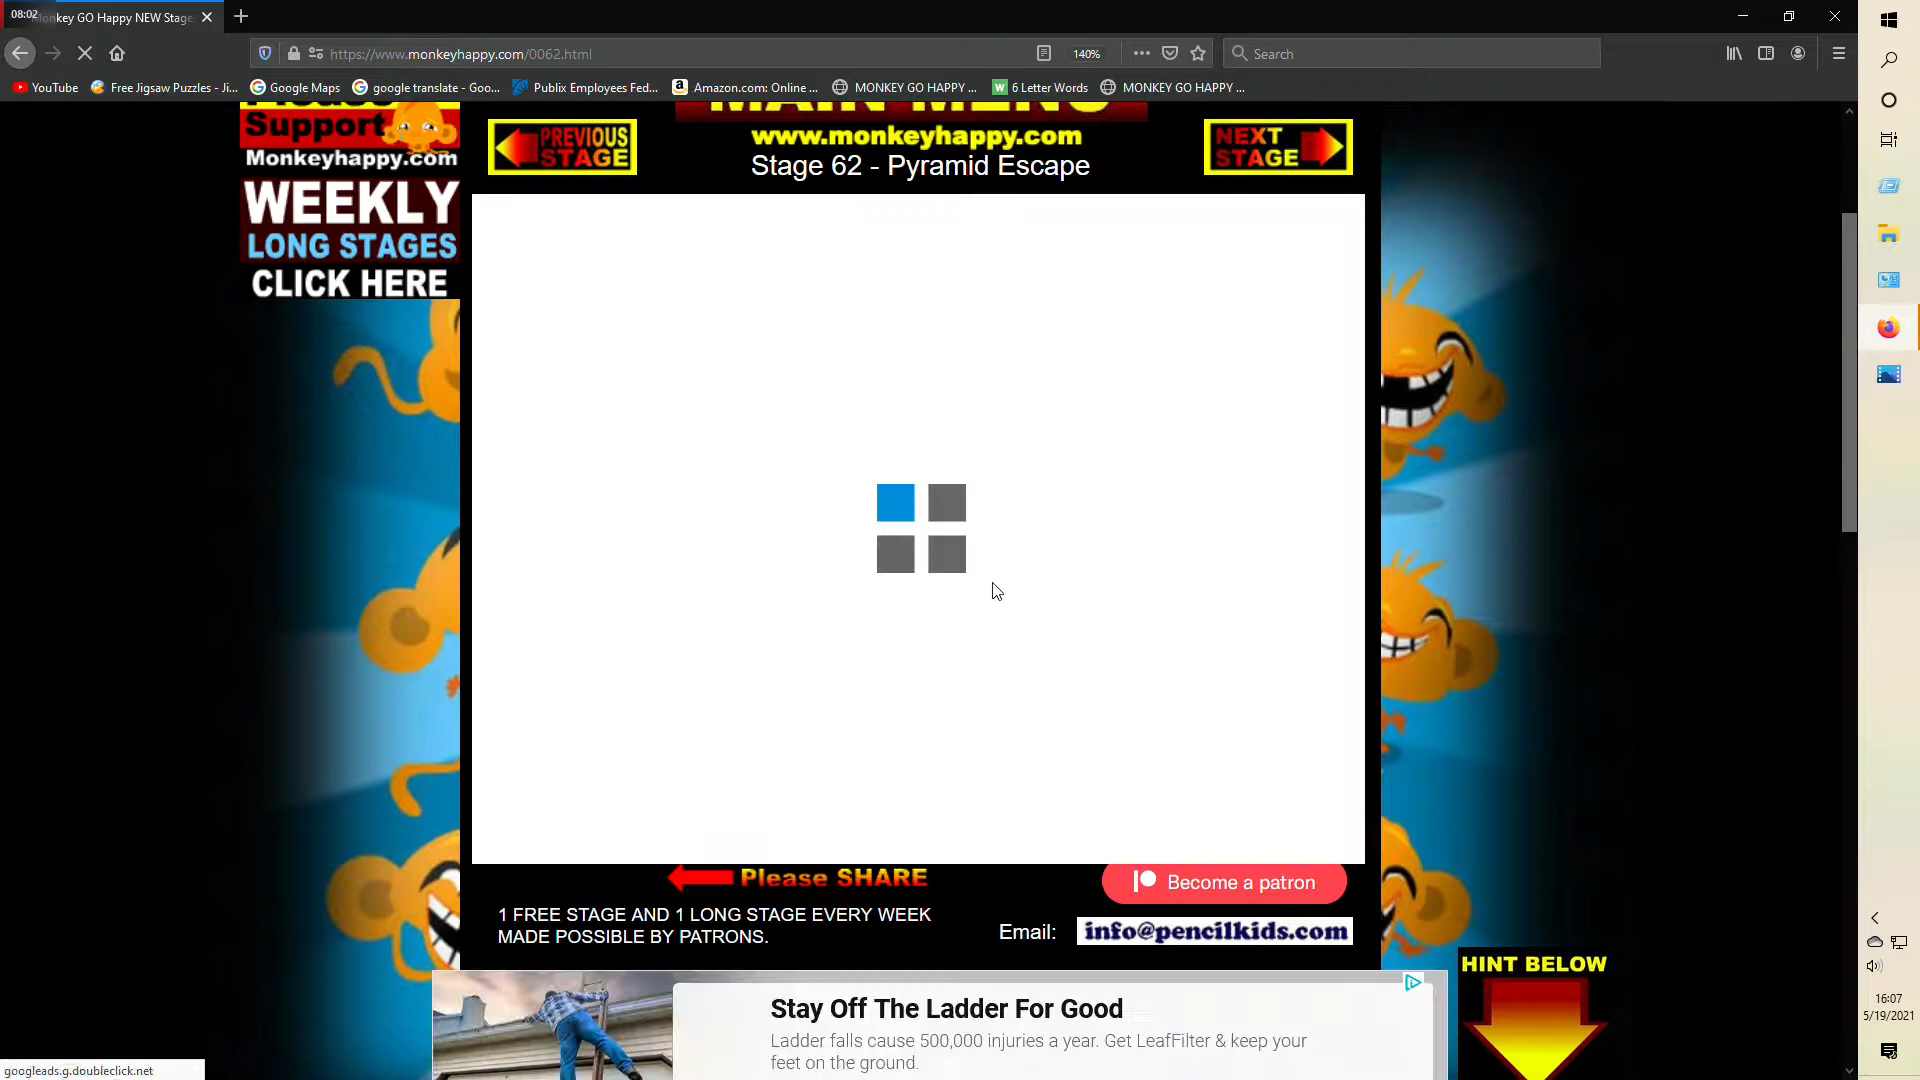 08:02
nkey GO Happy NEW Stage
https://www.monkeyhappy.com/0062.html
140%
Search
YouTube
Free Jigsaw Puzzles - Ji...
Google Maps
google translate - Goo...
Publix Employees Fed...
Amazon.com: Online ...
MONKEY GO HAPPY ...
W 6 Letter Words
MONKEY GO HAPPY ...
Please
Support
Monkeyhappy.com
WEEKLY
LONG STAGES
CLICK HERE
PREVIOUS
STAGE
MAIN MENU
www.monkeyhappy.com
Stage 62 - Pyramid Escape
NEXT
STAGE
Please SHARE
Become a patron
1 FREE STAGE AND 1 LONG STAGE EVERY WEEK
MADE POSSIBLE BY PATRONS.
Email: info@pencilkids.com
HINT BELOW
Stay Off The Ladder For Good
Ladder falls cause 500,000 injuries a year. Get LeafFilter & keep your
feet on the ground.
googleads.g.doubleclick.net
16:07
5/19/2021